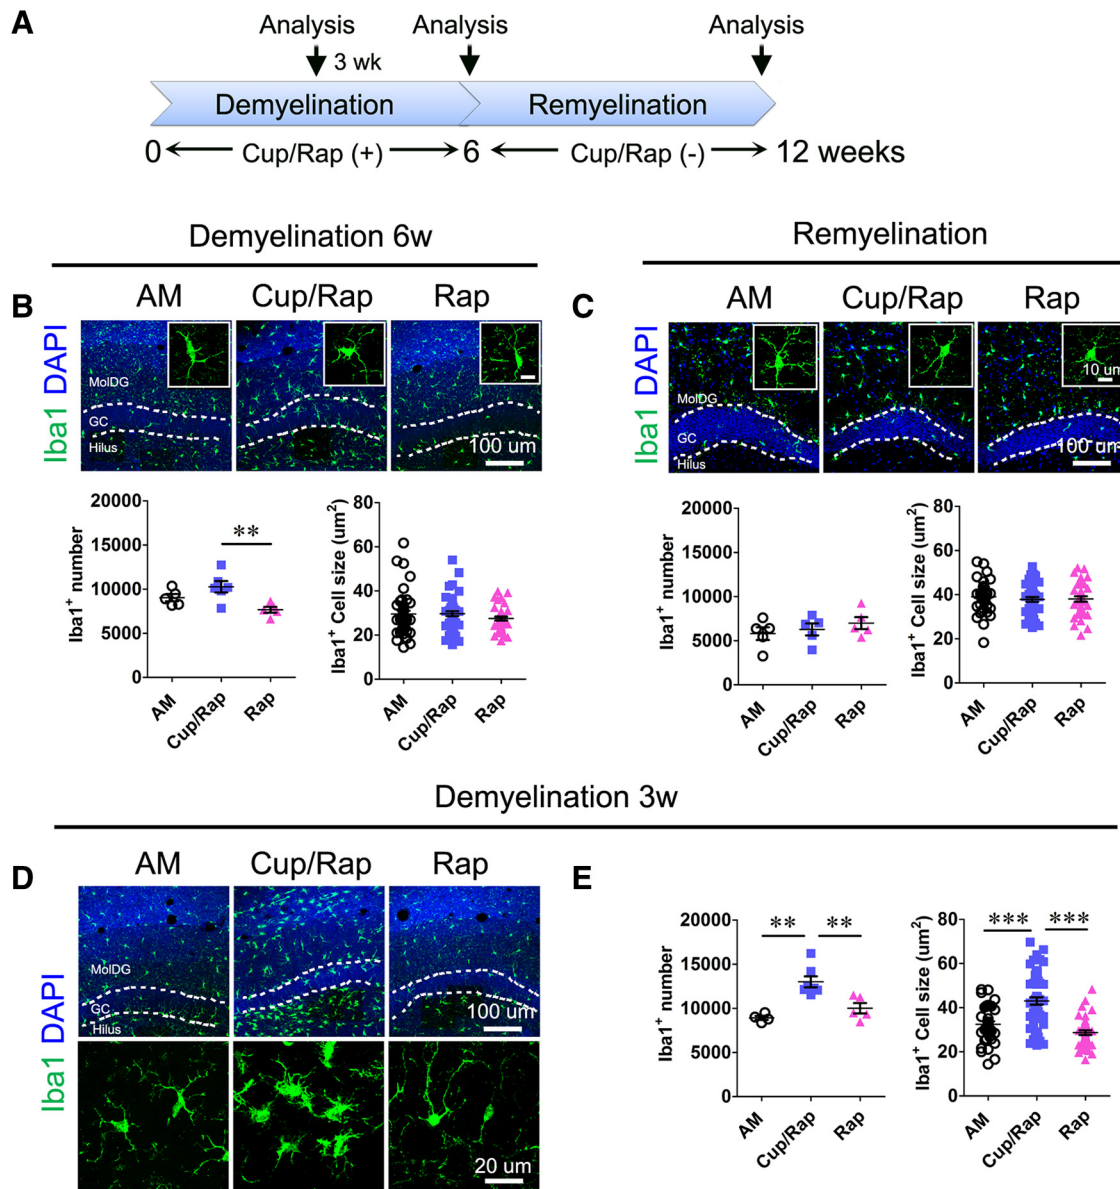 A
Analysis
Analysis
Analysis
3 wk
Demyelination
Remyelination
0
Cup/Rap (+)
6
Cup/Rap (-)
12 weeks
Demyelination 6w
Remyelination
B
AM
Cup/Rap
Rap
Iba1 DAPI
MolDG
GC
Hilus
100 um
C
AM
Cup/Rap
Rap
Iba1 DAPI
MolDG
GC
Hilus
10 um
100 um
20000
15000
10000
5000
0
Iba1+ number
**
AM
Cup/Rap
Rap
80
60
40
20
0
Iba1+ Cell size (um2)
AM
Cup/Rap
Rap
20000
15000
10000
5000
0
Iba1+ number
AM
Cup/Rap
Rap
80
60
40
20
0
Iba1+ Cell size (um2)
AM
Cup/Rap
Rap
Demyelination 3w
D
AM
Cup/Rap
Rap
Iba1 DAPI
MolDG
GC
Hilus
100 um
Iba1
20 um
E
20000
15000
10000
5000
0
Iba1+ number
**
**
AM
Cup/Rap
Rap
80
60
40
20
0
Iba1+ Cell size (um2)
***
***
AM
Cup/Rap
Rap